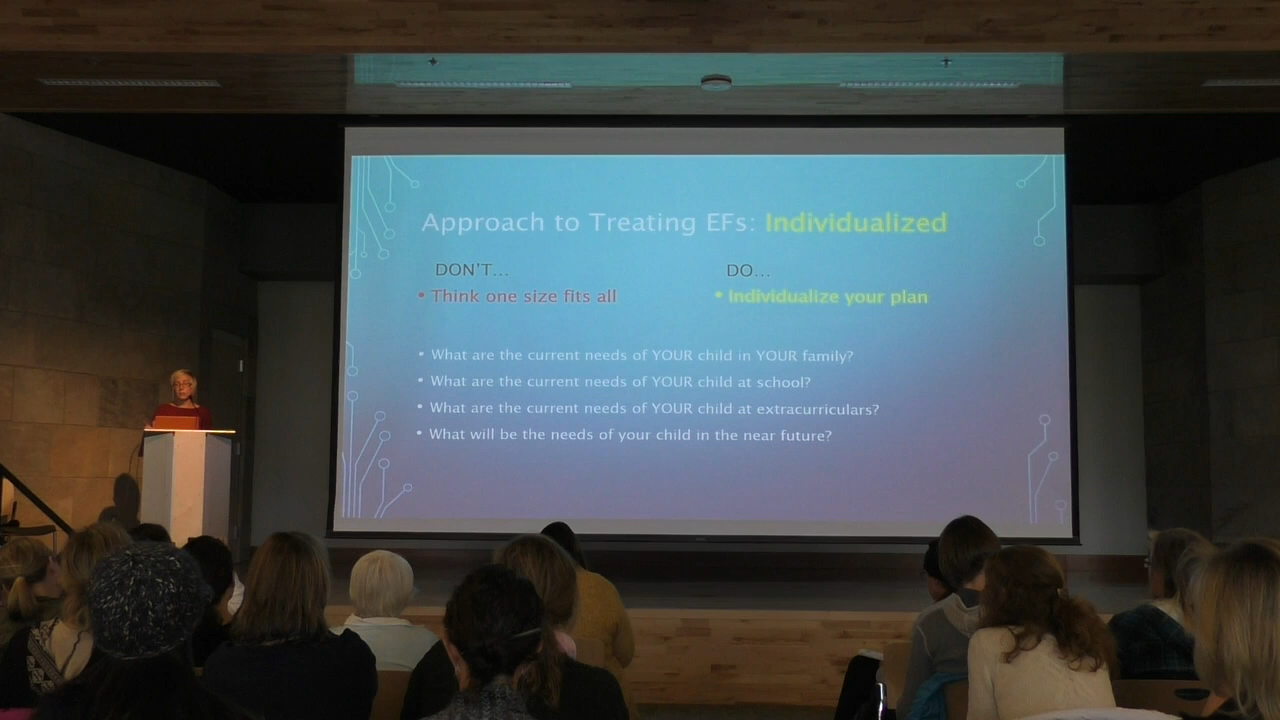 Approach to Treating EFs: Individualized
DON'T...
• Think one size fits all
DO...
• Individualize your plan
• What are the current needs of YOUR child in YOUR family?
• What are the current needs of YOUR child at school?
• What are the current needs of YOUR child at extracurriculars?
• What will be the needs of your child in the near future?